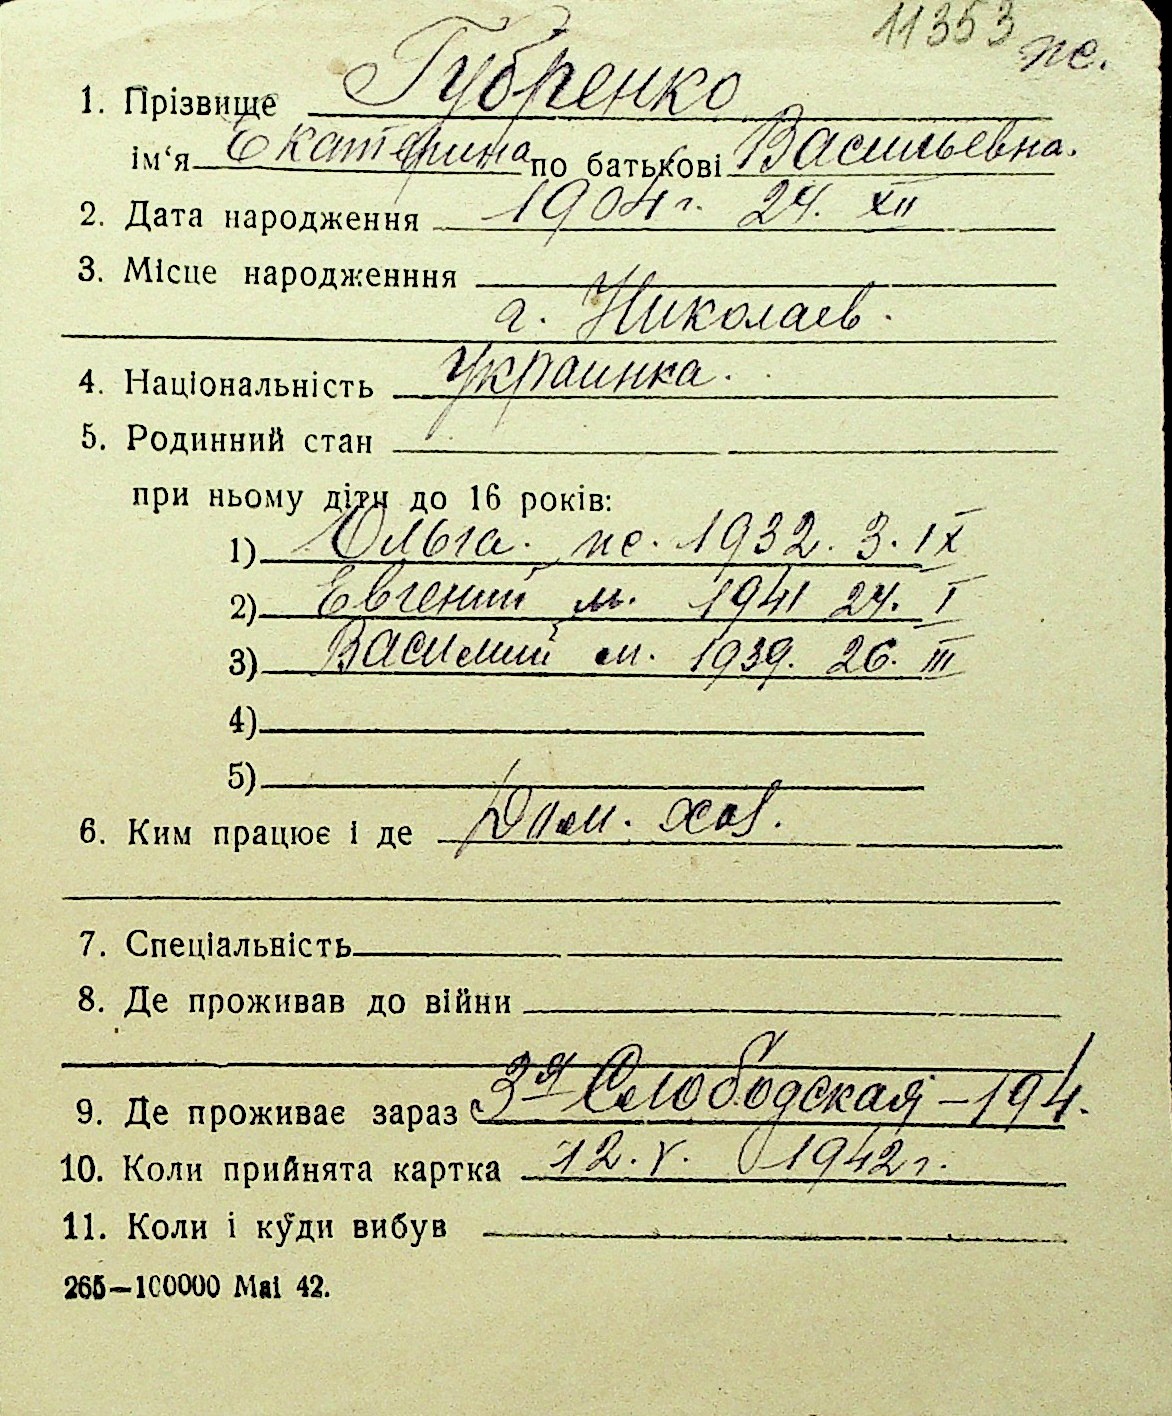 11353 ж.
1. Прізвище Губренко
ім‘я Екатерина по батькові Васильевна.
2. Дата народження 1904 г. 24. XII
3. Місце народженння
г. Николаев.
4. Національність Украинка.
5. Родинний стан
при ньому діти до 16 років:
1) Ольга. ж. 1932. 3. IX
2) Евгений м. 1941 24. I
3) Василий м. 1939. 26. III
4)
5)
6. Ким працює і де Дом. хоз.
7. Спеціальність
8. Де проживав до війни
9. Де проживає зараз 3я Слободская – 194.
10. Коли прийнята картка 12. V. 1942 г.
11. Коли і куди вибув
265—100000 Mai 42.